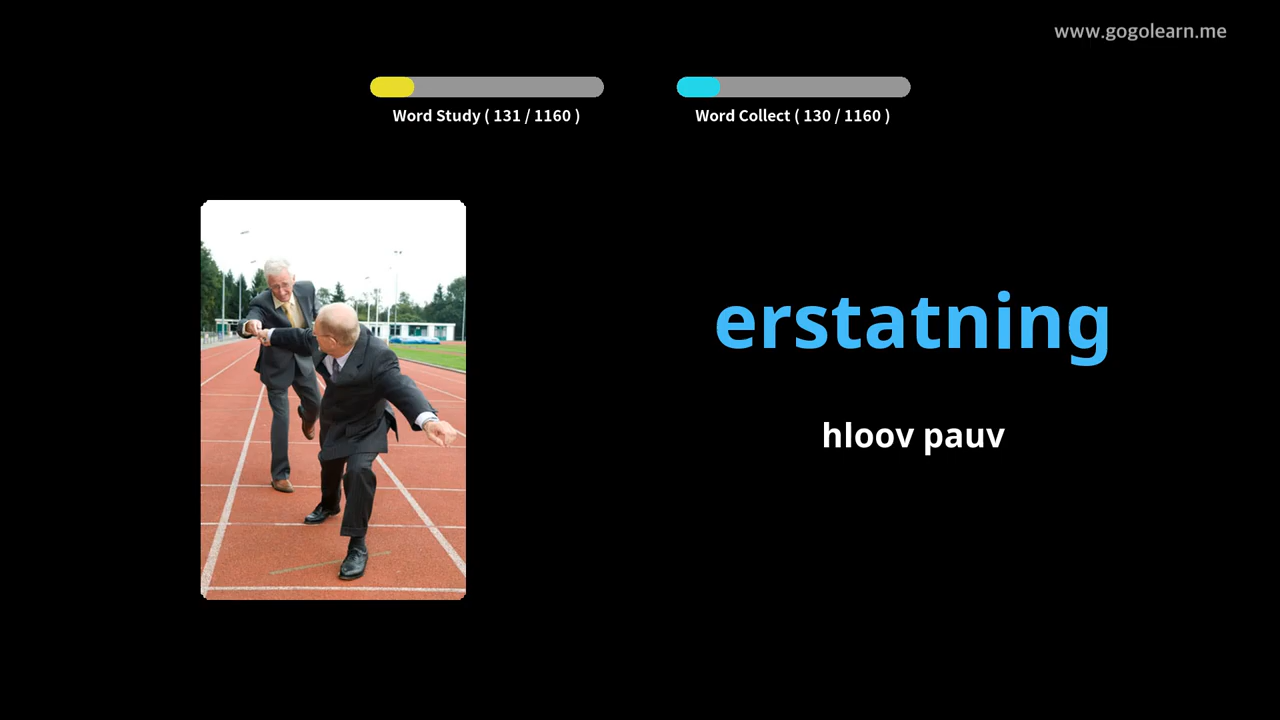 www.gogolearn.me
Word Study ( 131 / 1160 )
Word Collect ( 130 / 1160 )
erstatning
hloov pauv